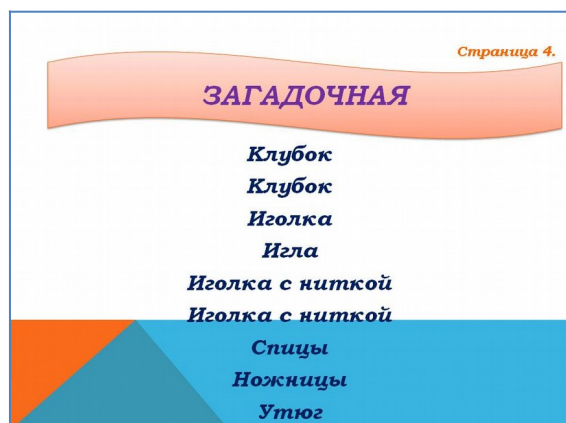 Страница 4.
ЗАГАДОЧНАЯ
Клубок
Клубок
Иголка
Игла
Иголка с ниткой
Иголка с ниткой
Спицы
Ножницы
Утюг